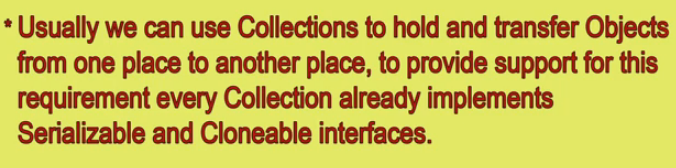 * Usually we can use Collections to hold and transfer Objects
from one place to another place, to provide support for this
requirement every Collection already implements
Serializable and Cloneable interfaces.